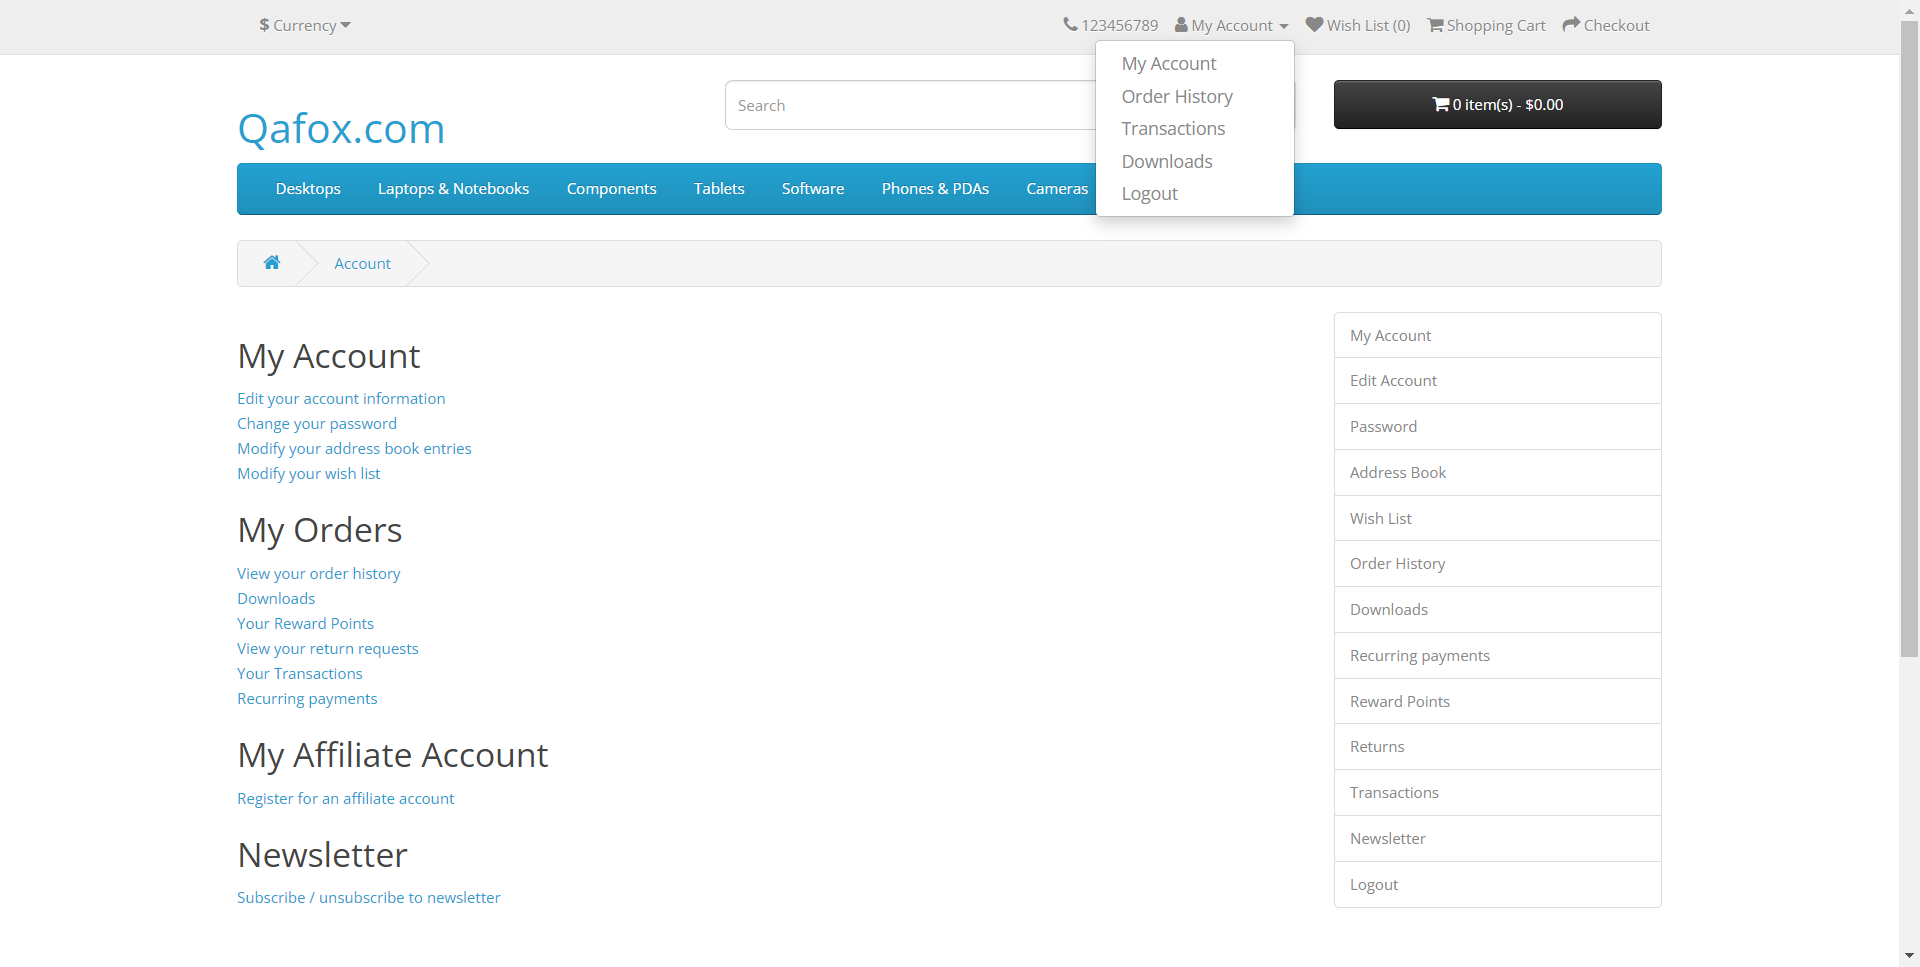 $ Currency
123456789
My Account
Wish List (0)
Shopping Cart
Checkout
My Account
Order History
Transactions
Downloads
Logout
Qafox.com
Search
0 item(s) - $0.00
Desktops
Laptops & Notebooks
Components
Tablets
Software
Phones & PDAs
Cameras
Account
My Account
Edit your account information
Change your password
Modify your address book entries
Modify your wish list
My Orders
View your order history
Downloads
Your Reward Points
View your return requests
Your Transactions
Recurring payments
My Affiliate Account
Register for an affiliate account
Newsletter
Subscribe / unsubscribe to newsletter
My Account
Edit Account
Password
Address Book
Wish List
Order History
Downloads
Recurring payments
Reward Points
Returns
Transactions
Newsletter
Logout